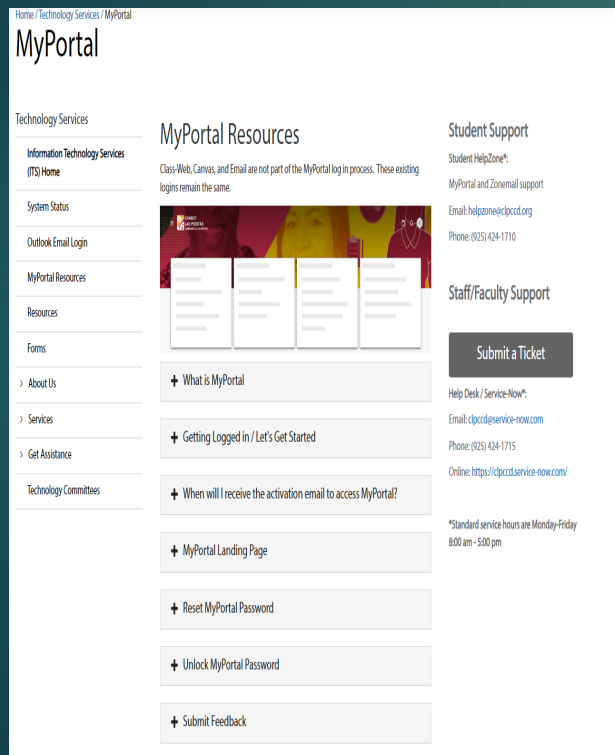 Home / Technology Services / MyPortal
MyPortal
Technology Services
Information Technology Services
(ITS) Home
System Status
Outlook Email Login
MyPortal Resources
Resources
Forms
> About Us
> Services
> Get Assistance
Technology Committees
MyPortal Resources
Class-Web, Canvas, and Email are not part of the MyPortal log in process. These existing
logins remain the same.
CHABOT
LAS POSITAS
+ What is MyPortal
+ Getting Logged in / Let's Get Started
+ When will I receive the activation email to access MyPortal?
+ MyPortal Landing Page
+ Reset MyPortal Password
+ Unlock MyPortal Password
+ Submit Feedback
Student Support
Student HelpZone*:
MyPortal and Zonemail support
Email: helpzone@clpccd.org
Phone: (925) 424-1710
Staff/Faculty Support
Submit a Ticket
Help Desk / Service-Now*:
Email: clpccd@service-now.com
Phone: (925) 424-1715
Online: https://clpccd.service-now.com/
*Standard service hours are Monday-Friday
8:00 am - 5:00 pm